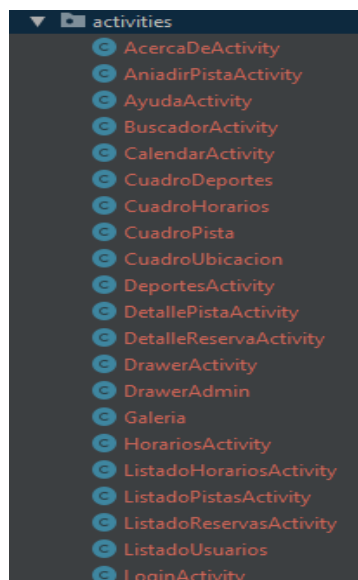 activities
AcercaDeActivity
AniadirPistaActivity
AyudaActivity
BuscadorActivity
CalendarActivity
CuadroDeportes
CuadroHorarios
CuadroPista
CuadroUbicacion
DeportesActivity
DetallePistaActivity
DetalleReservaActivity
DrawerActivity
DrawerAdmin
Galeria
HorariosActivity
ListadoHorariosActivity
ListadoPistasActivity
ListadoReservasActivity
ListadoUsuarios
LoginActivity